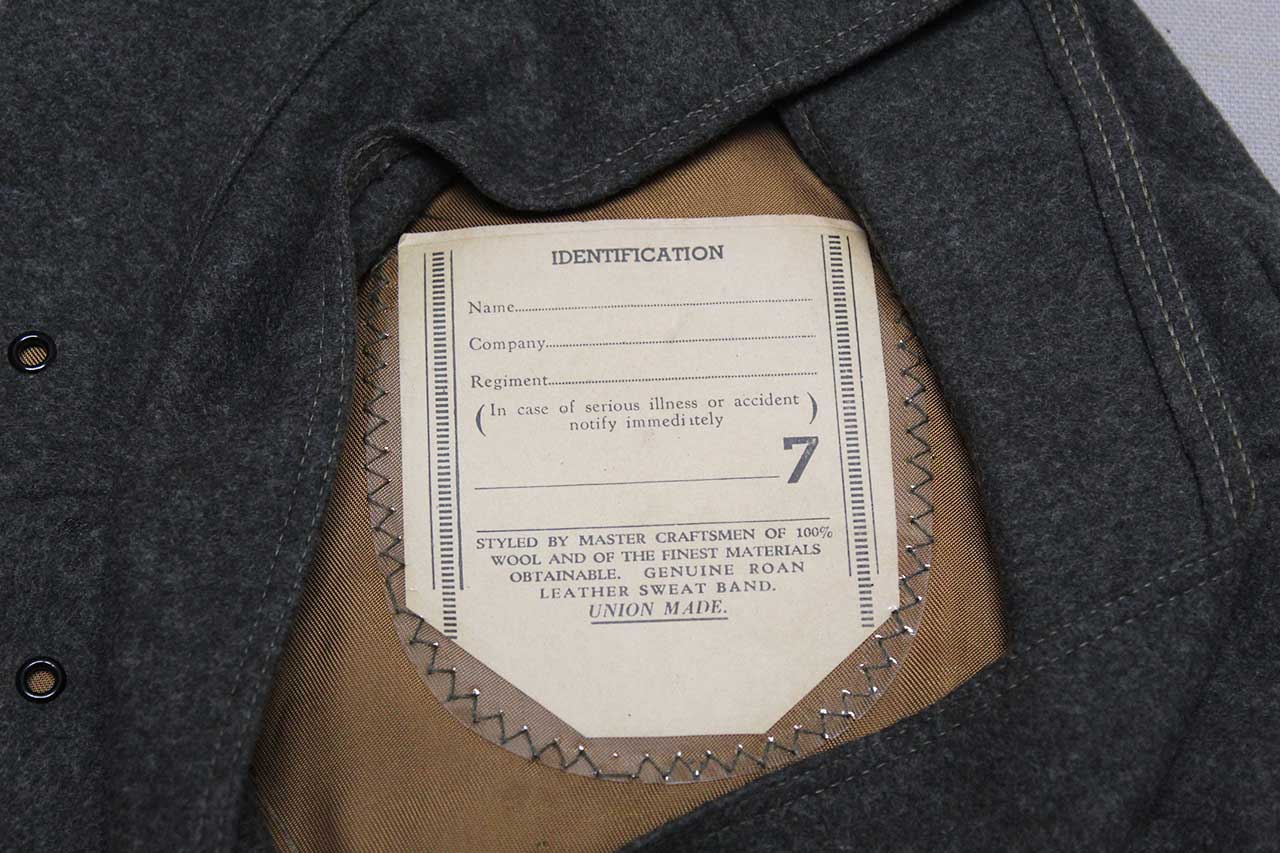 IDENTIFICATION
Name
Company
Regiment
(In case of serious illness or accident
notify immediately)
7
STYLED BY MASTER CRAFTSMEN OF 100%
WOOL AND OF THE FINEST MATERIALS
OBTAINABLE. GENUINE ROAN
LEATHER SWEAT BAND.
UNION MADE.